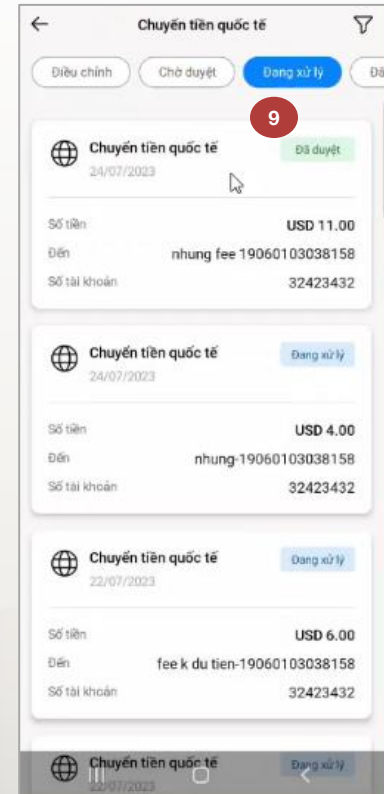 Chuyển tiền quốc tế
Điều chỉnh Chờ duyệt Đang xử lý Đã
9
Chuyển tiền quốc tế Đã duyệt
24/07/2023
Số tiền USD 11.00
Đến nhung fee 19060103038158
Số tài khoản 32423432
Chuyển tiền quốc tế Đang xử lý
24/07/2023
Số tiền USD 4.00
Đến nhung-19060103038158
Số tài khoản 32423432
Chuyển tiền quốc tế Đang xử lý
22/07/2023
Số tiền USD 6.00
Đến fee k du tien-19060103038158
Số tài khoản 32423432
Chuyển tiền quốc tế Đang xử lý
22/07/2023